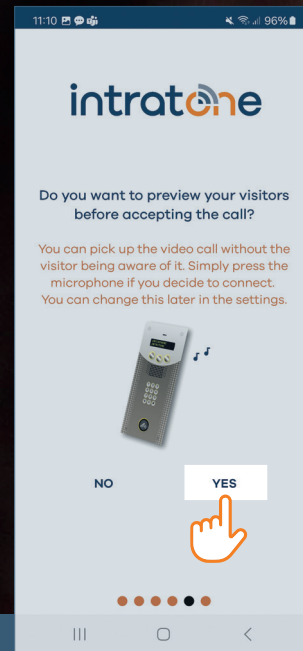 11:10 96%
intratone
Do you want to preview your visitors
before accepting the call?
You can pick up the video call without the
visitor being aware of it. Simply press the
microphone if you decide to connect.
You can change this later in the settings.
NO YES